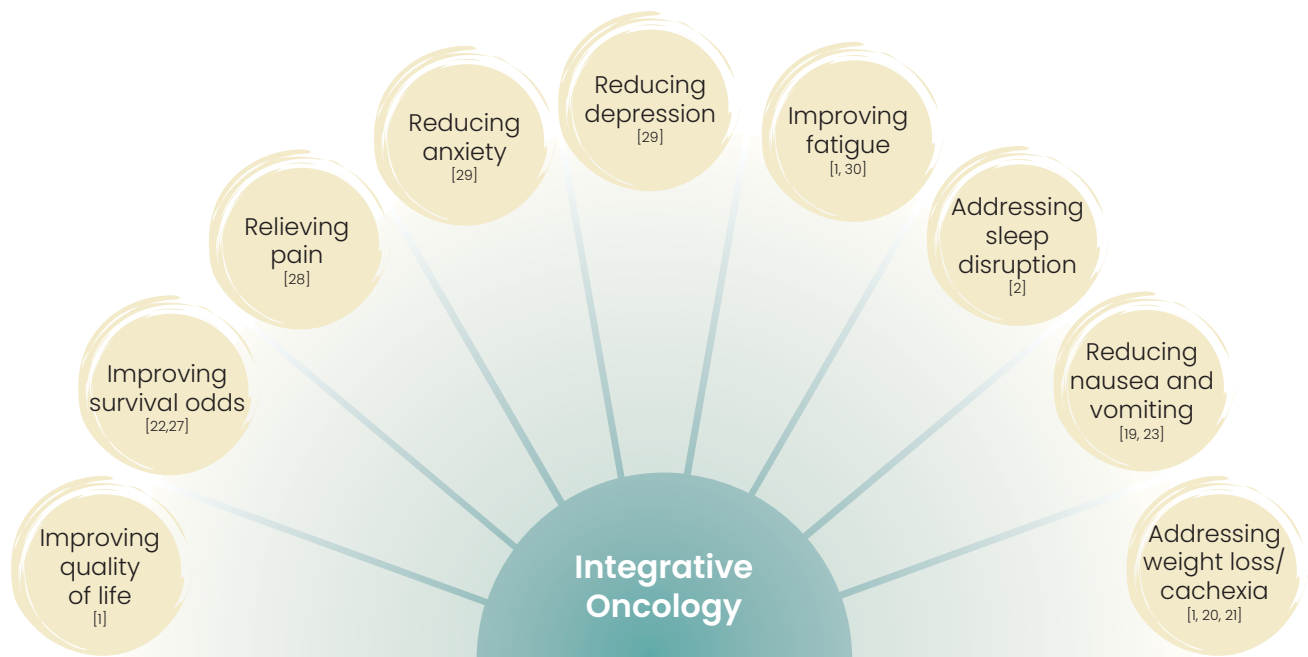 Improving
quality
of life
[1]
Improving
survival odds
[22,27]
Relieving
pain
[28]
Reducing
anxiety
[29]
Reducing
depression
[29]
Improving
fatigue
[1, 30]
Addressing
sleep
disruption
[2]
Reducing
nausea and
vomiting
[19, 23]
Addressing
weight loss/
cachexia
[1, 20, 21]
Integrative
Oncology